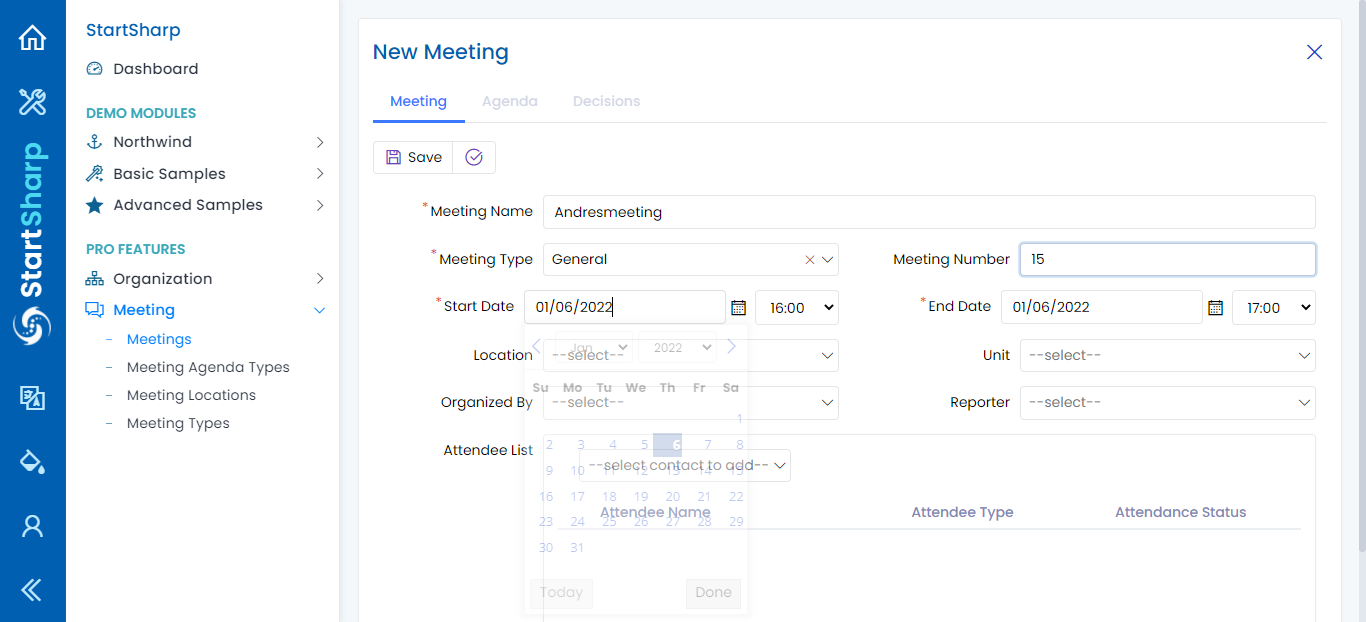 StartSharp
StartSharp
Dashboard
DEMO MODULES
Northwind
Basic Samples
Advanced Samples
PRO FEATURES
Organization
Meeting
Meetings
Meeting Agenda Types
Meeting Locations
Meeting Types
New Meeting
Meeting Agenda Decisions
Save
*Meeting Name Andresmeeting
*Meeting Type General Meeting Number 15
*Start Date 01/06/2022 16:00 *End Date 01/06/2022 17:00
Location --select-- Unit --select--
Jan 2022
Su Mo Tu We Th Fr Sa
Organized By --select-- Reporter --select--
1
2 3 4 5 6 7 8
9 10 11 12 13 14 15
16 17 18 19 20 21 22
23 24 25 26 27 28 29
30 31
Today Done
Attendee List --select contact to add--
Attendee Name Attendee Type Attendance Status